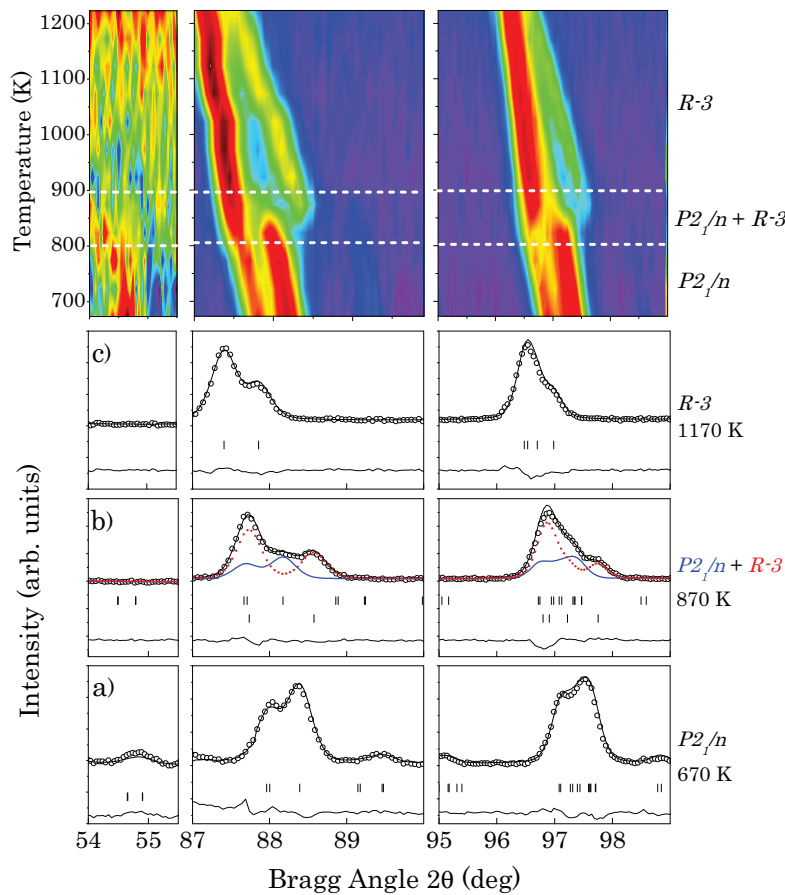 1200
1100
1000
900
800
700
Temperature (K)
R-3
P2₁/n + R-3
P2₁/n
c)
R-3
1170 K
b)
P2₁/n + R-3
870 K
a)
P2₁/n
670 K
Intensity (arb. units)
54 55 87 88 89 95 96 97 98
Bragg Angle 2θ (deg)